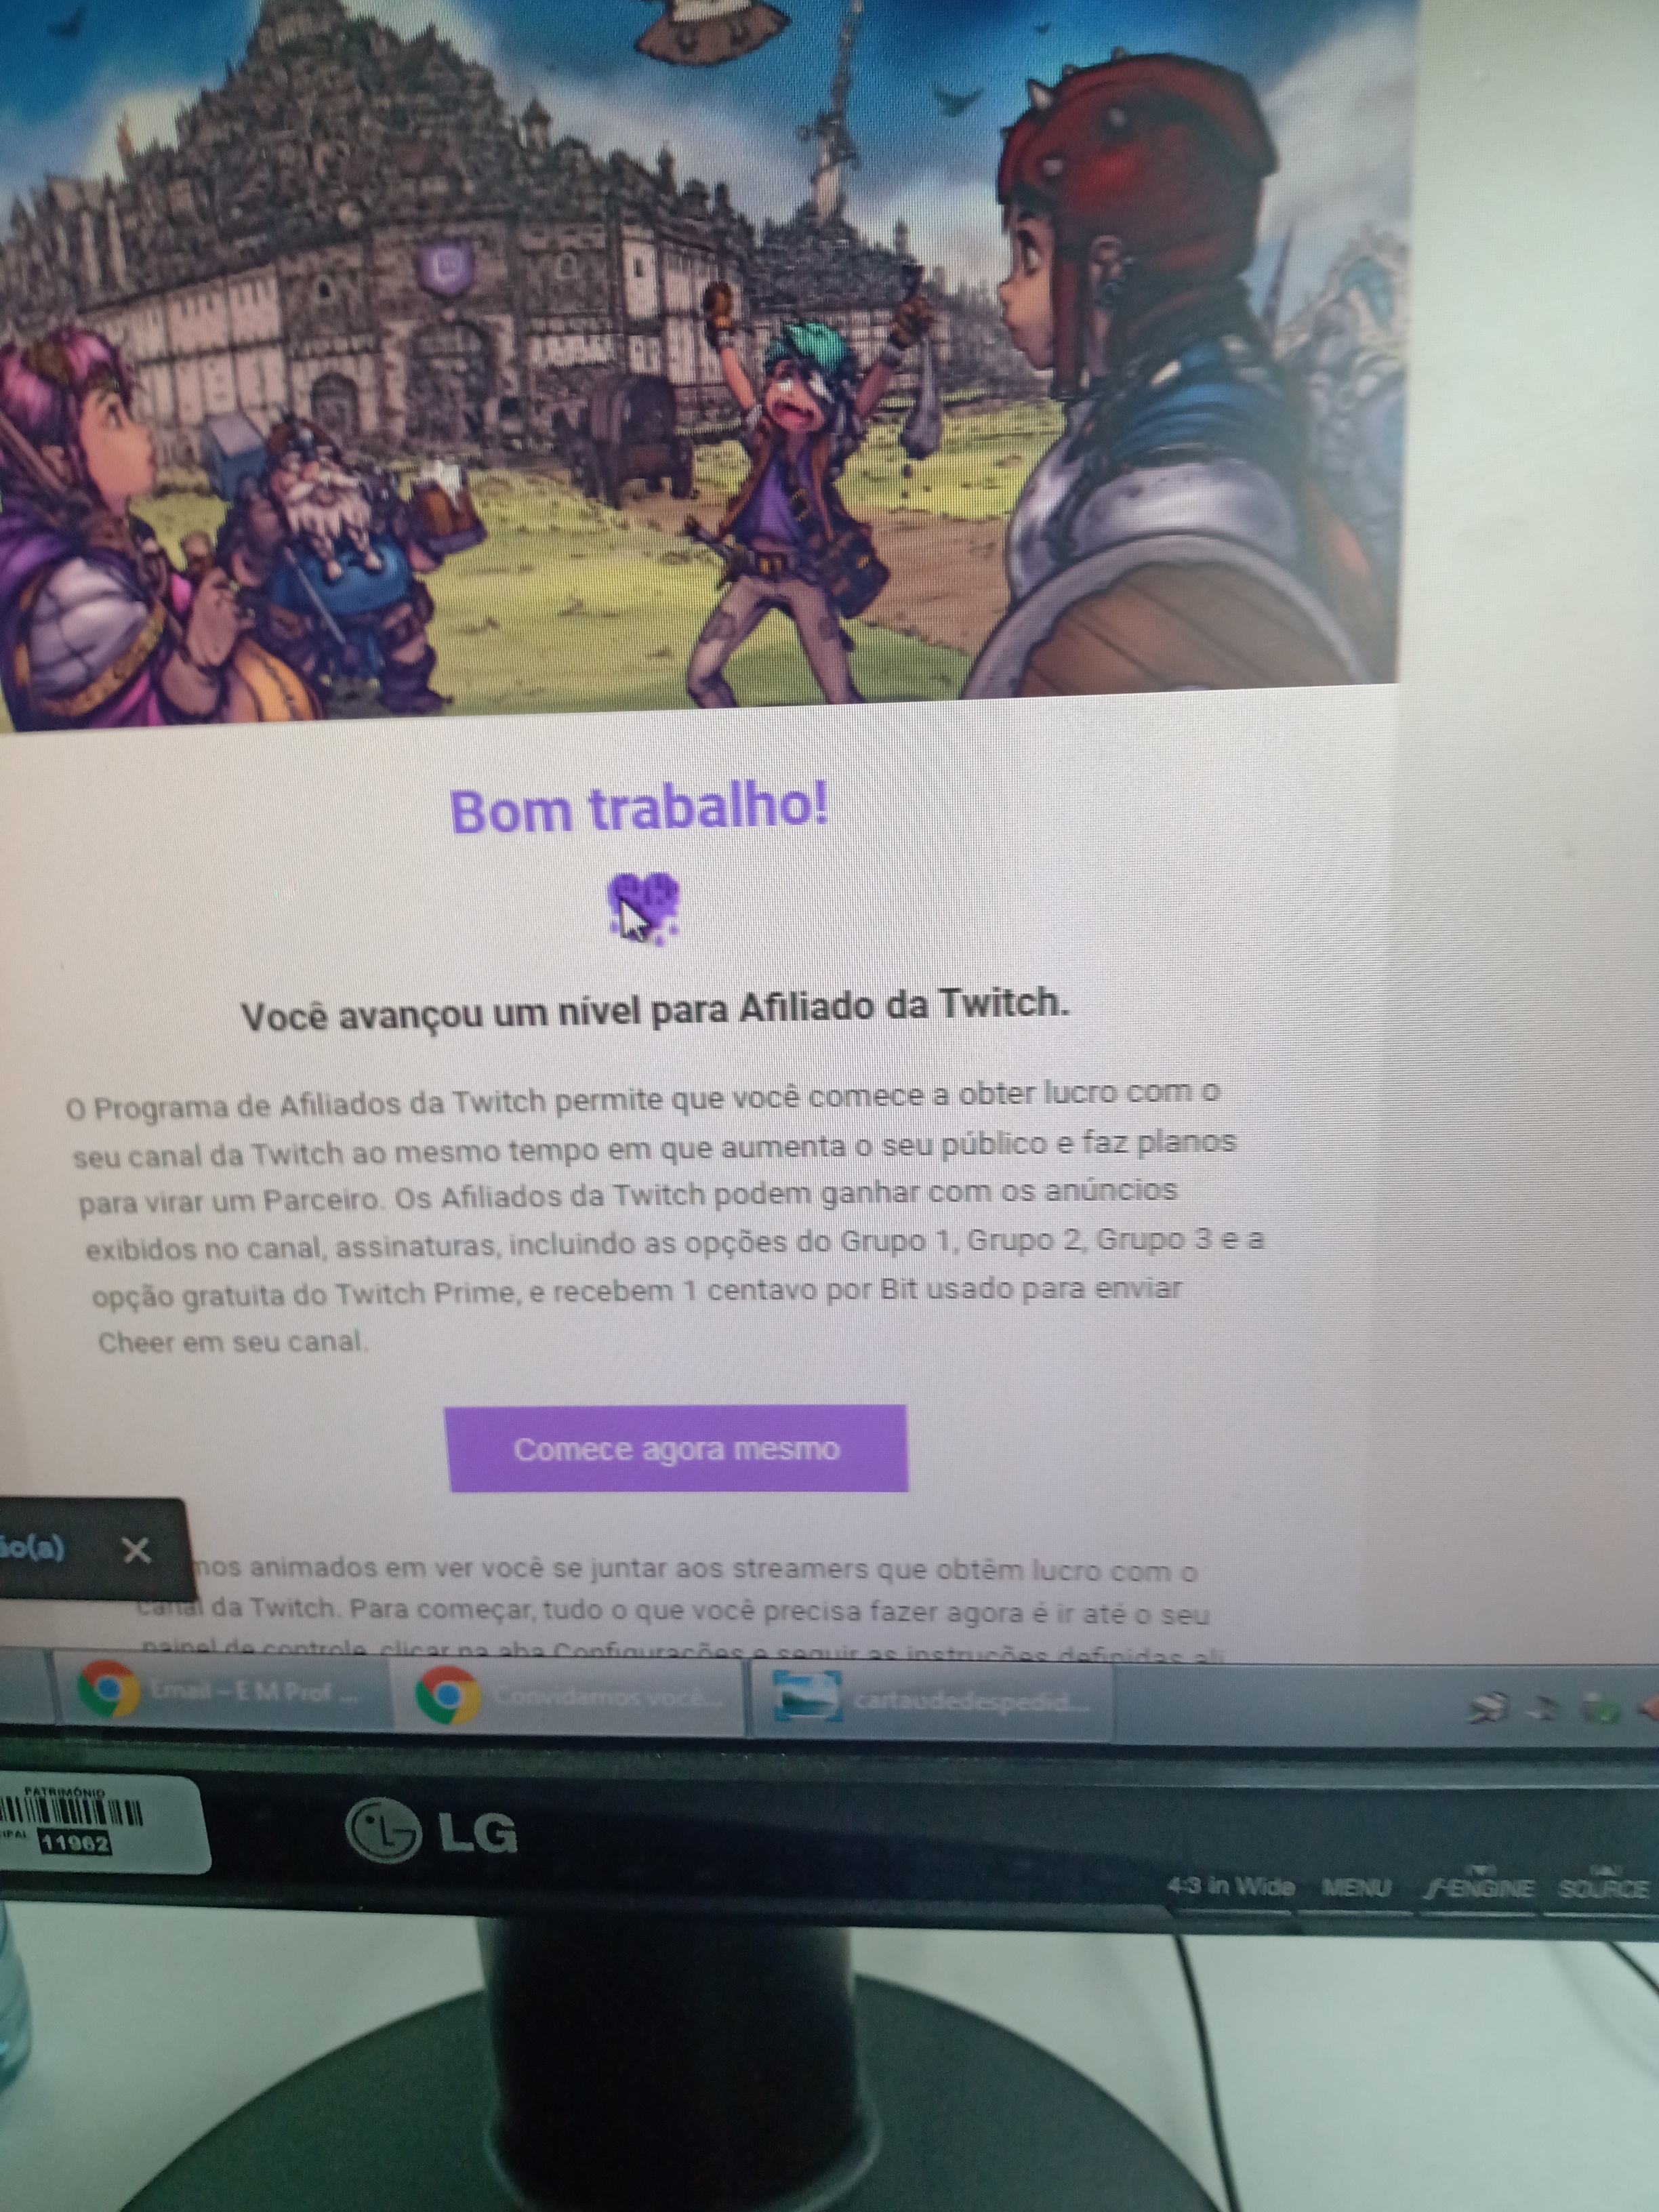 Bom trabalho!
Você avançou um nível para Afiliado da Twitch.
O Programa de Afiliados da Twitch permite que você comece a obter lucro com o
seu canal da Twitch ao mesmo tempo em que aumenta o seu público e faz planos
para virar um Parceiro. Os Afiliados da Twitch podem ganhar com os anúncios
exibidos no canal, assinaturas, incluindo as opções do Grupo 1, Grupo 2, Grupo 3 e a
opção gratuita do Twitch Prime, e recebem 1 centavo por Bit usado para enviar
Cheer em seu canal.
Comece agora mesmo
ão(a)
mos animados em ver você se juntar aos streamers que obtêm lucro com o
canal da Twitch. Para começar, tudo o que você precisa fazer agora é ir até o seu
painel de controle, clicar na aba Configurações e seguir as instruções definidas ali
Email - E M Prof ...
Convidamos você...
cartaodedespedid...
PATRIMÔNIO
CIPAL 11962
LG
4:3 in Wide MENU f-ENGINE SOURCE